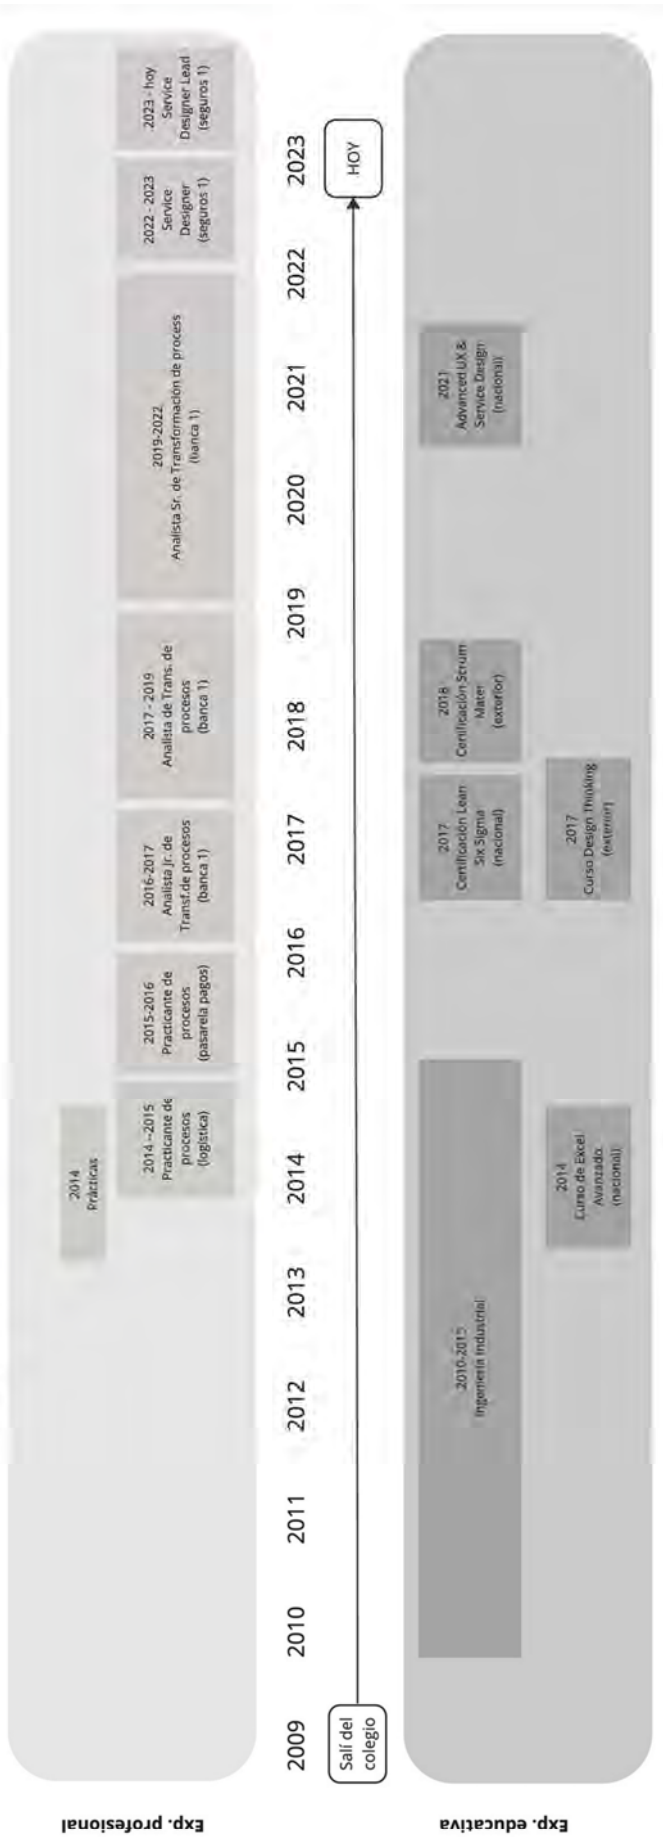 Exp. profesional
2014
Prácticas
2014 –2015
Practicante de
procesos
(logística)
2015-2016
Practicante de
procesos
(pasarela pagos)
2016-2017
Analista Jr. de
Transf.de procesos
(banca 1)
2017 - 2019
Analista de Trans. de
procesos
(banca 1)
2019-2022
Analista Sr. de Transformación de process
(banca 1)
2022 - 2023
Service
Designer
(seguros 1)
2023 - hoy
Service
Designer Lead
(seguros 1)
2009
2010
2011
2012
2013
2014
2015
2016
2017
2018
2019
2020
2021
2022
2023
Salí del
colegio
HOY
Exp. educativa
2010-2015
Ingeniería Industrial
2014
Curso de Excel
Avanzado
(nacional)
2017
Certificación Lean
Six Sigma
(nacional)
2017
Curso Design Thinking
(exterior)
2018
Certificación Scrum
Mater
(exterior)
2021
Advanced UX &
Service Design
(nacional)